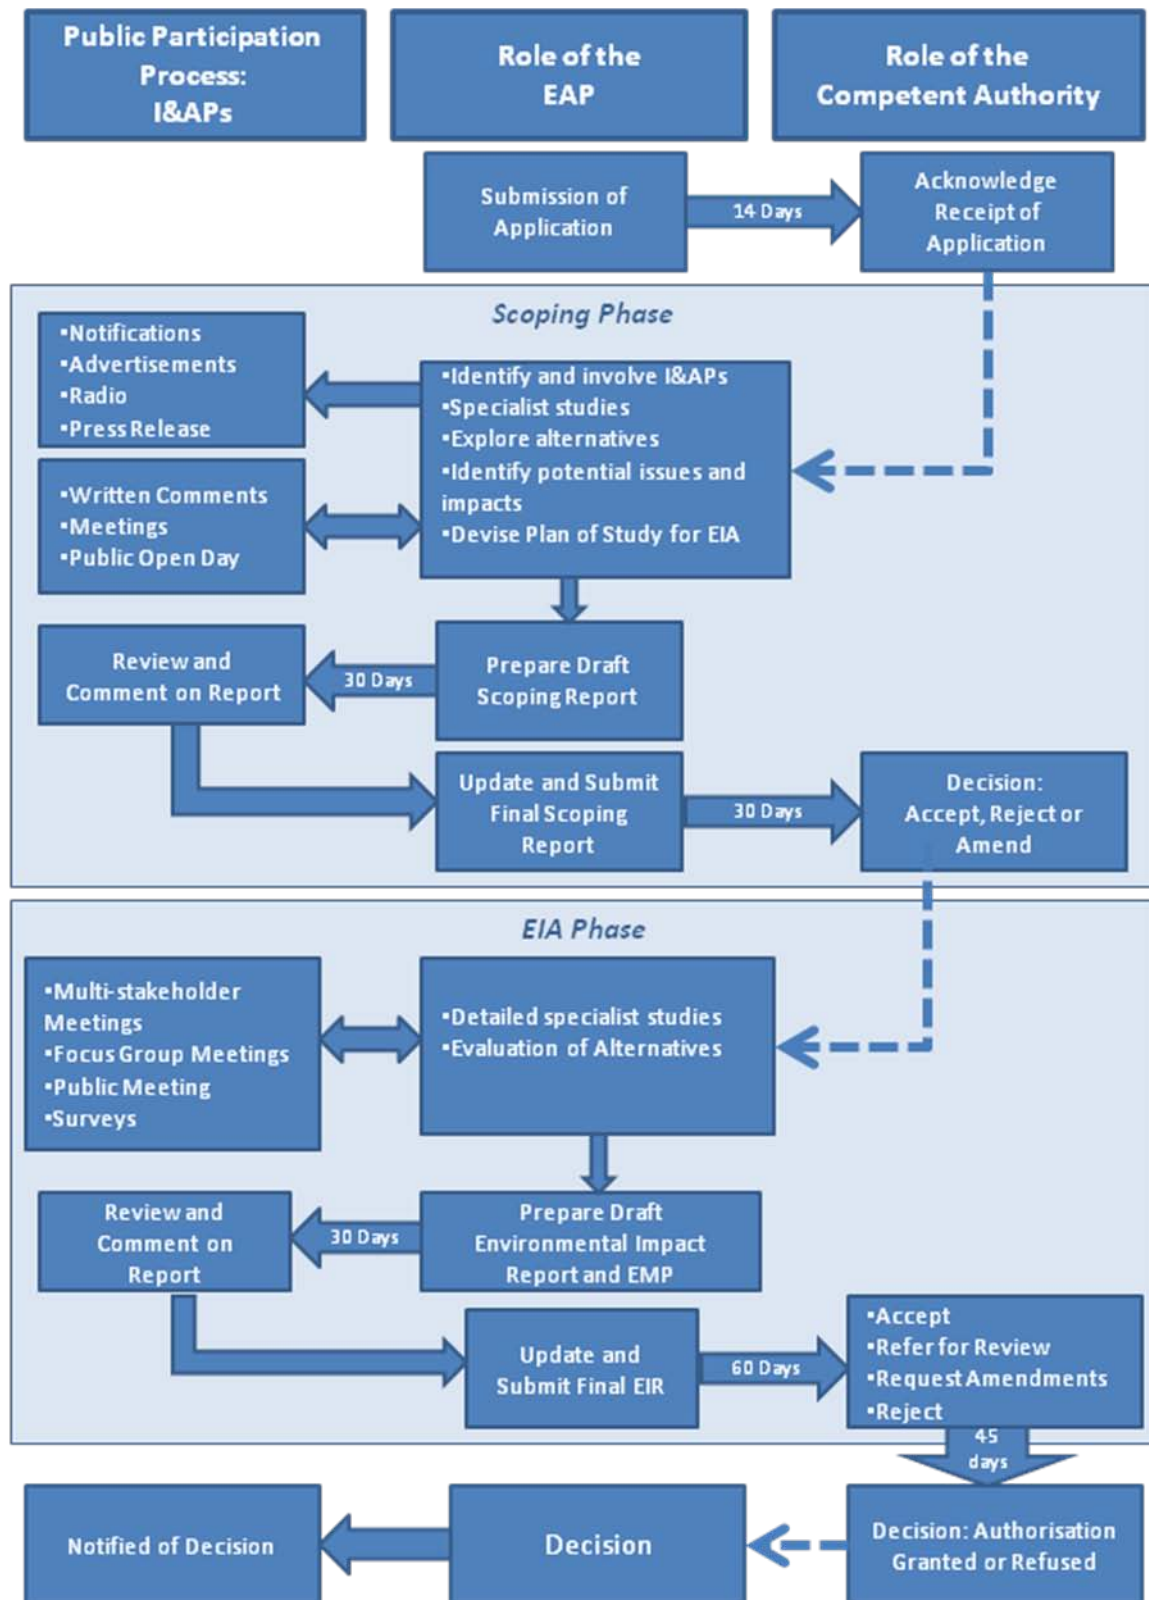 Public Participation
Process:
I&APs
Role of the
EAP
Role of the
Competent Authority
Submission of
Application
14 Days
Acknowledge
Receipt of
Application
Scoping Phase
▪Notifications
▪Advertisements
▪Radio
▪Press Release
▪Identify and involve I&APs
▪Specialist studies
▪Explore alternatives
▪Identify potential issues and
impacts
▪Devise Plan of Study for EIA
▪Written Comments
▪Meetings
▪Public Open Day
Review and
Comment on Report
30 Days
Prepare Draft
Scoping Report
Update and Submit
Final Scoping
Report
30 Days
Decision:
Accept, Reject or
Amend
EIA Phase
▪Multi-stakeholder
Meetings
▪Focus Group Meetings
▪Public Meeting
▪Surveys
▪Detailed specialist studies
▪Evaluation of Alternatives
Review and
Comment on
Report
30 Days
Prepare Draft
Environmental Impact
Report and EMP
Update and
Submit Final EIR
60 Days
▪Accept
▪Refer for Review
▪Request Amendments
▪Reject
45
days
Notified of Decision
Decision
Decision: Authorisation
Granted or Refused